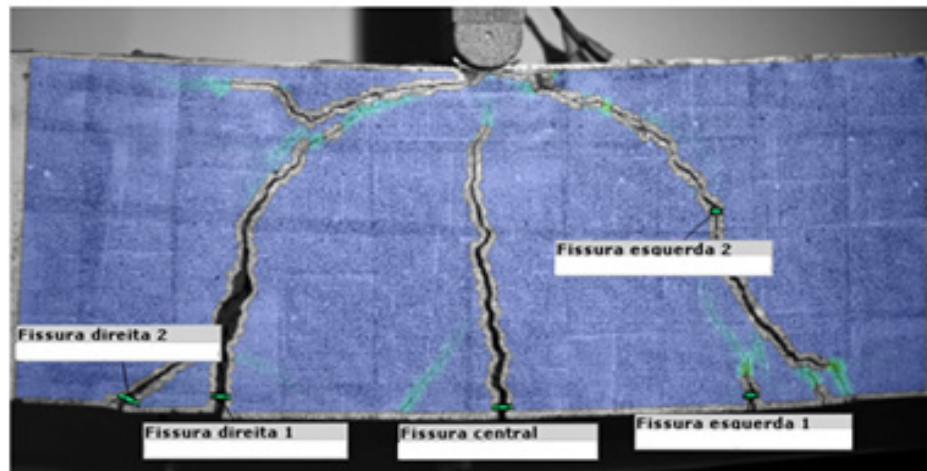 Fissura esquerda 2
Fissura direita 2
Fissura direita 1
Fissura central
Fissura esquerda 1